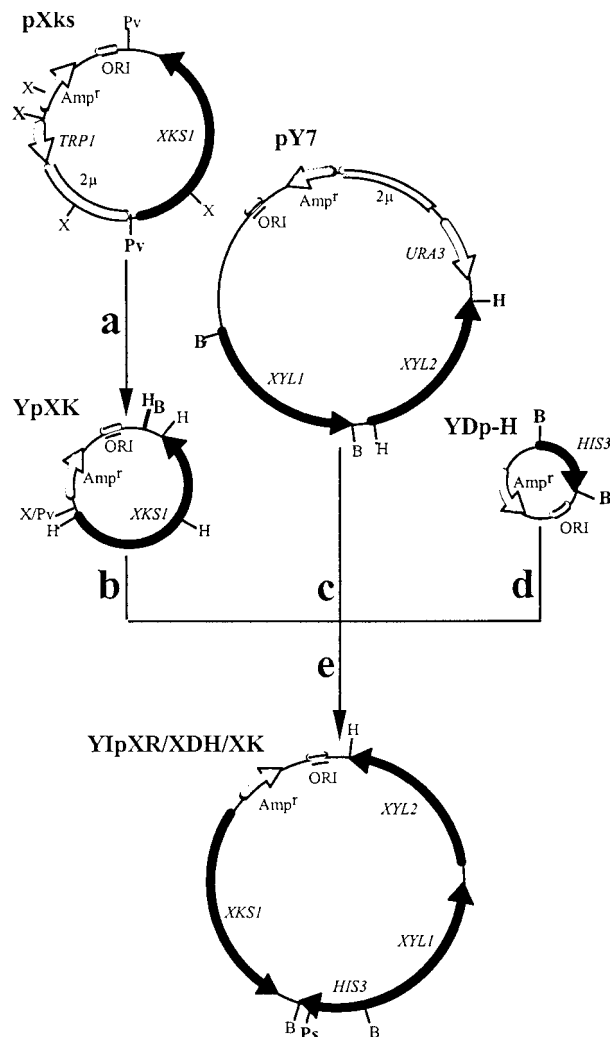 pXks
Pv
ORI
X
Amp^r
X
TRP1
XKS1
2μ
X
X
Pv
pY7
Amp^r
2μ
ORI
URA3
H
B
XYL1
XYL2
B
H
a
YpXK
H
B
H
ORI
Amp^r
XKS1
X/Pv
H
H
YDp-H
B
HIS3
Amp^r
B
ORI
b
c
d
e
YIpXR/XDH/XK
H
ORI
Amp^r
XYL2
XKS1
XYL1
HIS3
B
Ps
B